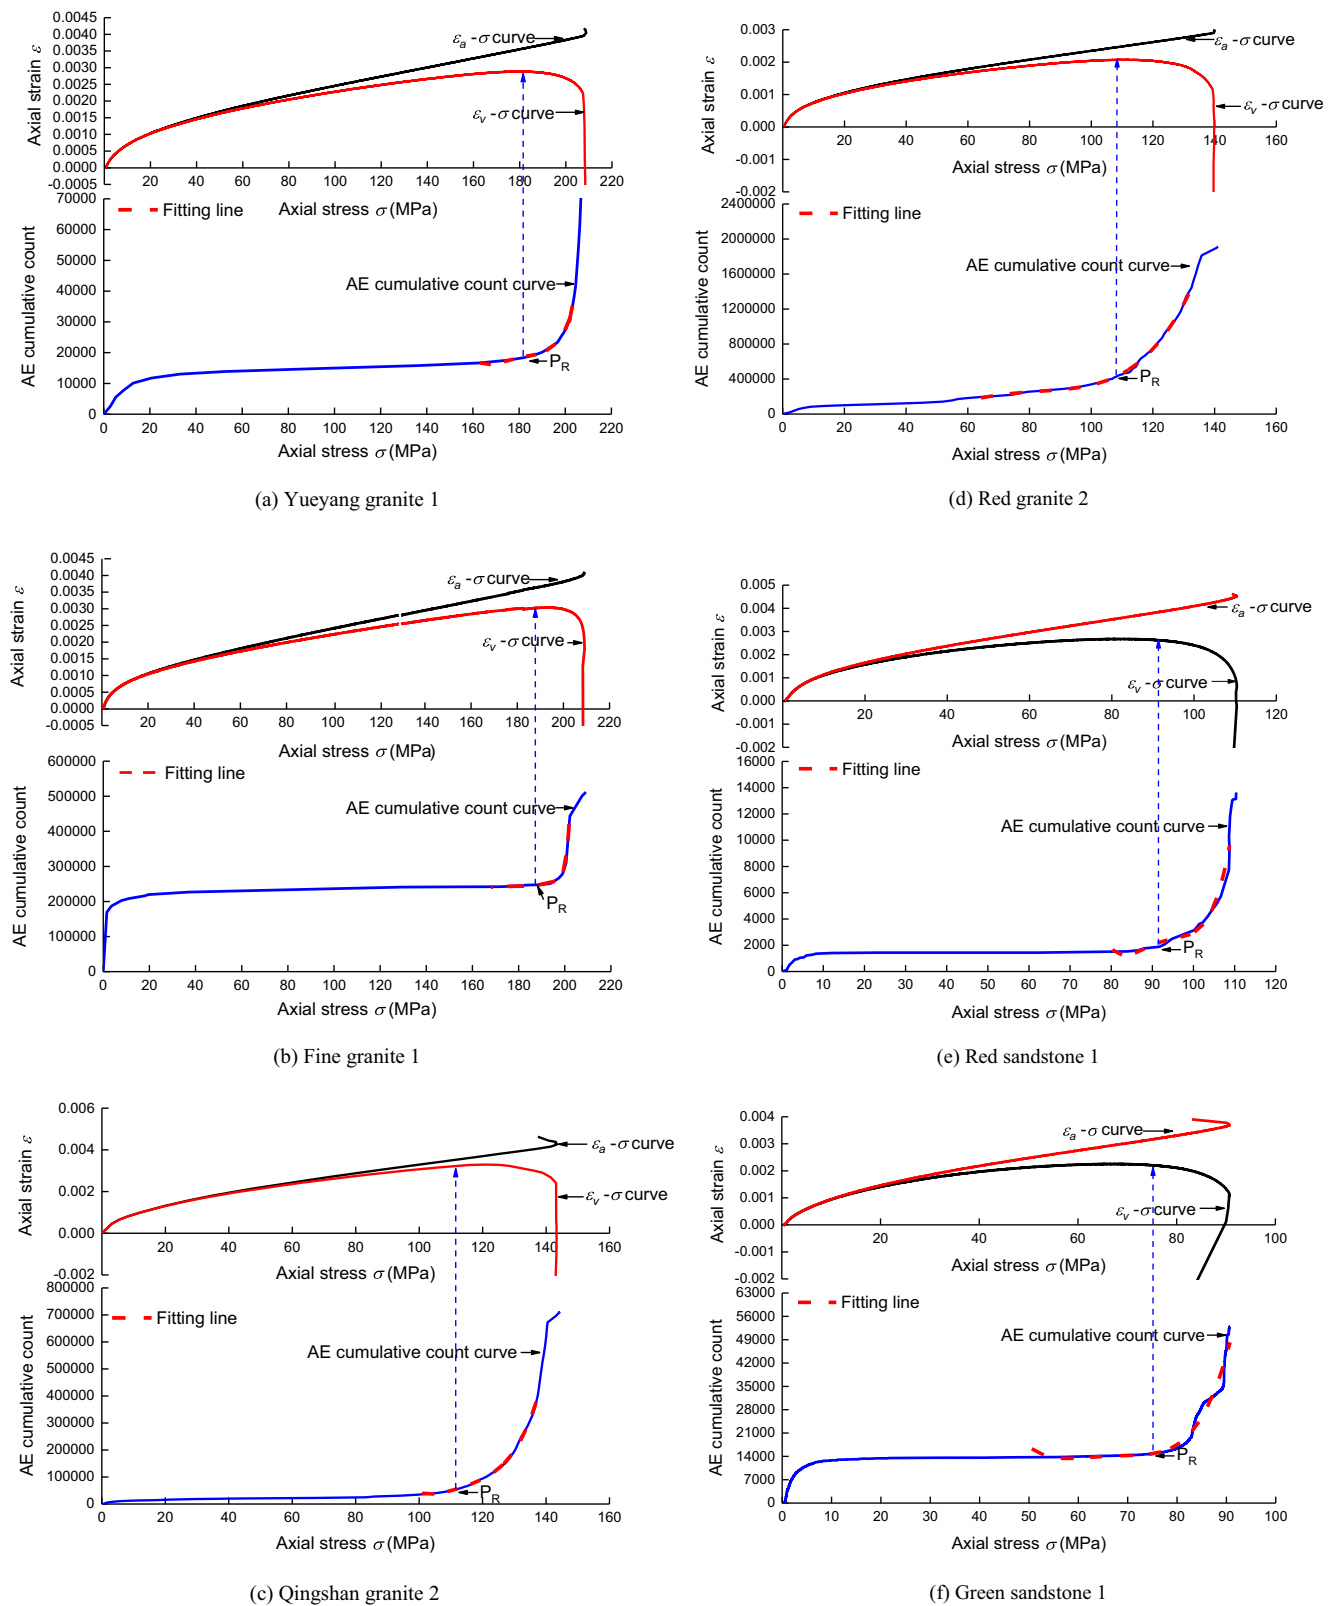 0.0045
0.0040
0.0035
0.0030
0.0025
0.0020
0.0015
0.0010
0.0005
0.0000
-0.0005
Axial strain ε
εa -σ curve
εv -σ curve
20 40 60 80 100 120 140 160 180 200 220
Axial stress σ (MPa)
70000
60000
50000
40000
30000
20000
10000
0
AE cumulative count
Fitting line
AE cumulative count curve
PR
0 20 40 60 80 100 120 140 160 180 200 220
Axial stress σ (MPa)
(a) Yueyang granite 1
0.003
0.002
0.001
0.000
-0.001
-0.002
Axial strain ε
εa -σ curve
εv -σ curve
20 40 60 80 100 120 140 160
Axial stress σ (MPa)
2400000
2000000
1600000
1200000
800000
400000
0
AE cumulative count
Fitting line
AE cumulative count curve
PR
0 20 40 60 80 100 120 140 160
Axial stress σ (MPa)
(d) Red granite 2
0.0045
0.0040
0.0035
0.0030
0.0025
0.0020
0.0015
0.0010
0.0005
0.0000
-0.0005
Axial strain ε
εa -σ curve
εv -σ curve
20 40 60 80 100 120 140 160 180 200 220
Axial stress σ (MPa)
600000
500000
400000
300000
200000
100000
0
AE cumulative count
Fitting line
AE cumulative count curve
PR
0 20 40 60 80 100 120 140 160 180 200 220
Axial stress σ (MPa)
(b) Fine granite 1
0.005
0.004
0.003
0.002
0.001
0.000
-0.001
-0.002
Axial strain ε
εa -σ curve
εv -σ curve
20 40 60 80 100 120
Axial stress σ (MPa)
16000
14000
12000
10000
8000
6000
4000
2000
0
AE cumulative count
Fitting line
AE cumulative count curve
PR
0 10 20 30 40 50 60 70 80 90 100 110 120
Axial stress σ (MPa)
(e) Red sandstone 1
0.006
0.004
0.002
0.000
-0.002
Axial strain ε
εa -σ curve
εv -σ curve
20 40 60 80 100 120 140 160
Axial stress σ (MPa)
800000
700000
600000
500000
400000
300000
200000
100000
0
AE cumulative count
Fitting line
AE cumulative count curve
PR
0 20 40 60 80 100 120 140 160
Axial stress σ (MPa)
(c) Qingshan granite 2
0.004
0.003
0.002
0.001
0.000
-0.001
-0.002
Axial strain ε
εa -σ curve
εv -σ curve
20 40 60 80 100
Axial stress σ (MPa)
63000
56000
49000
42000
35000
28000
21000
14000
7000
0
AE cumulative count
Fitting line
AE cumulative count curve
PR
0 10 20 30 40 50 60 70 80 90 100
Axial stress σ (MPa)
(f) Green sandstone 1